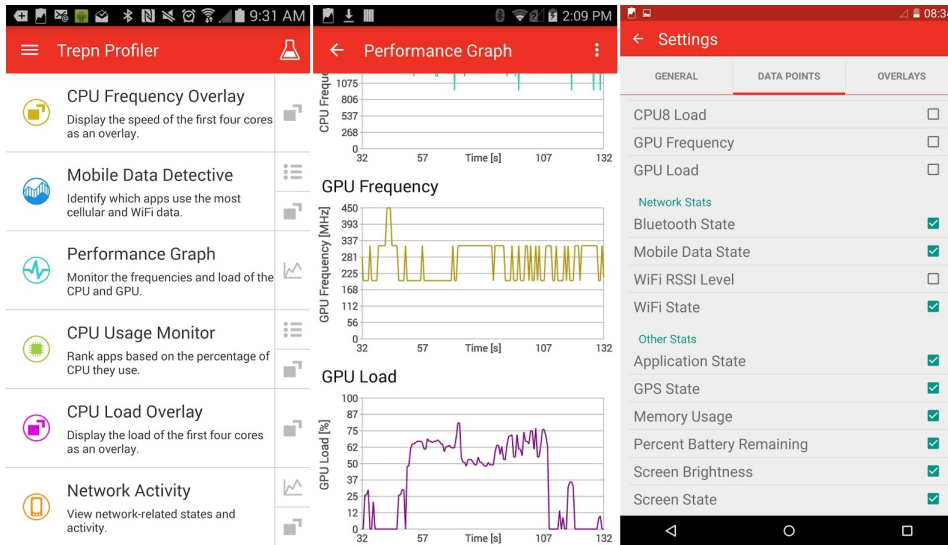 9:31 AM
Trepn Profiler
CPU Frequency Overlay
Display the speed of the first four cores
as an overlay.
Mobile Data Detective
Identify which apps use the most
cellular and WiFi data.
Performance Graph
Monitor the frequencies and load of the
CPU and GPU.
CPU Usage Monitor
Rank apps based on the percentage of
CPU they use.
CPU Load Overlay
Display the load of the first four cores
as an overlay.
Network Activity
View network-related states and
activity.
2:09 PM
Performance Graph
CPU Freque
1075
806
537
268
0
32 57 Time [s] 107 132
GPU Frequency
GPU Frequency [MHz]
450
393
337
281
225
168
112
56
0
32 57 Time [s] 107 132
GPU Load
GPU Load [%]
100
87
75
62
50
37
25
12
0
32 57 Time [s] 107 132
08:34
Settings
GENERAL DATA POINTS OVERLAYS
CPU8 Load
GPU Frequency
GPU Load
Network Stats
Bluetooth State
Mobile Data State
WiFi RSSI Level
WiFi State
Other Stats
Application State
GPS State
Memory Usage
Percent Battery Remaining
Screen Brightness
Screen State